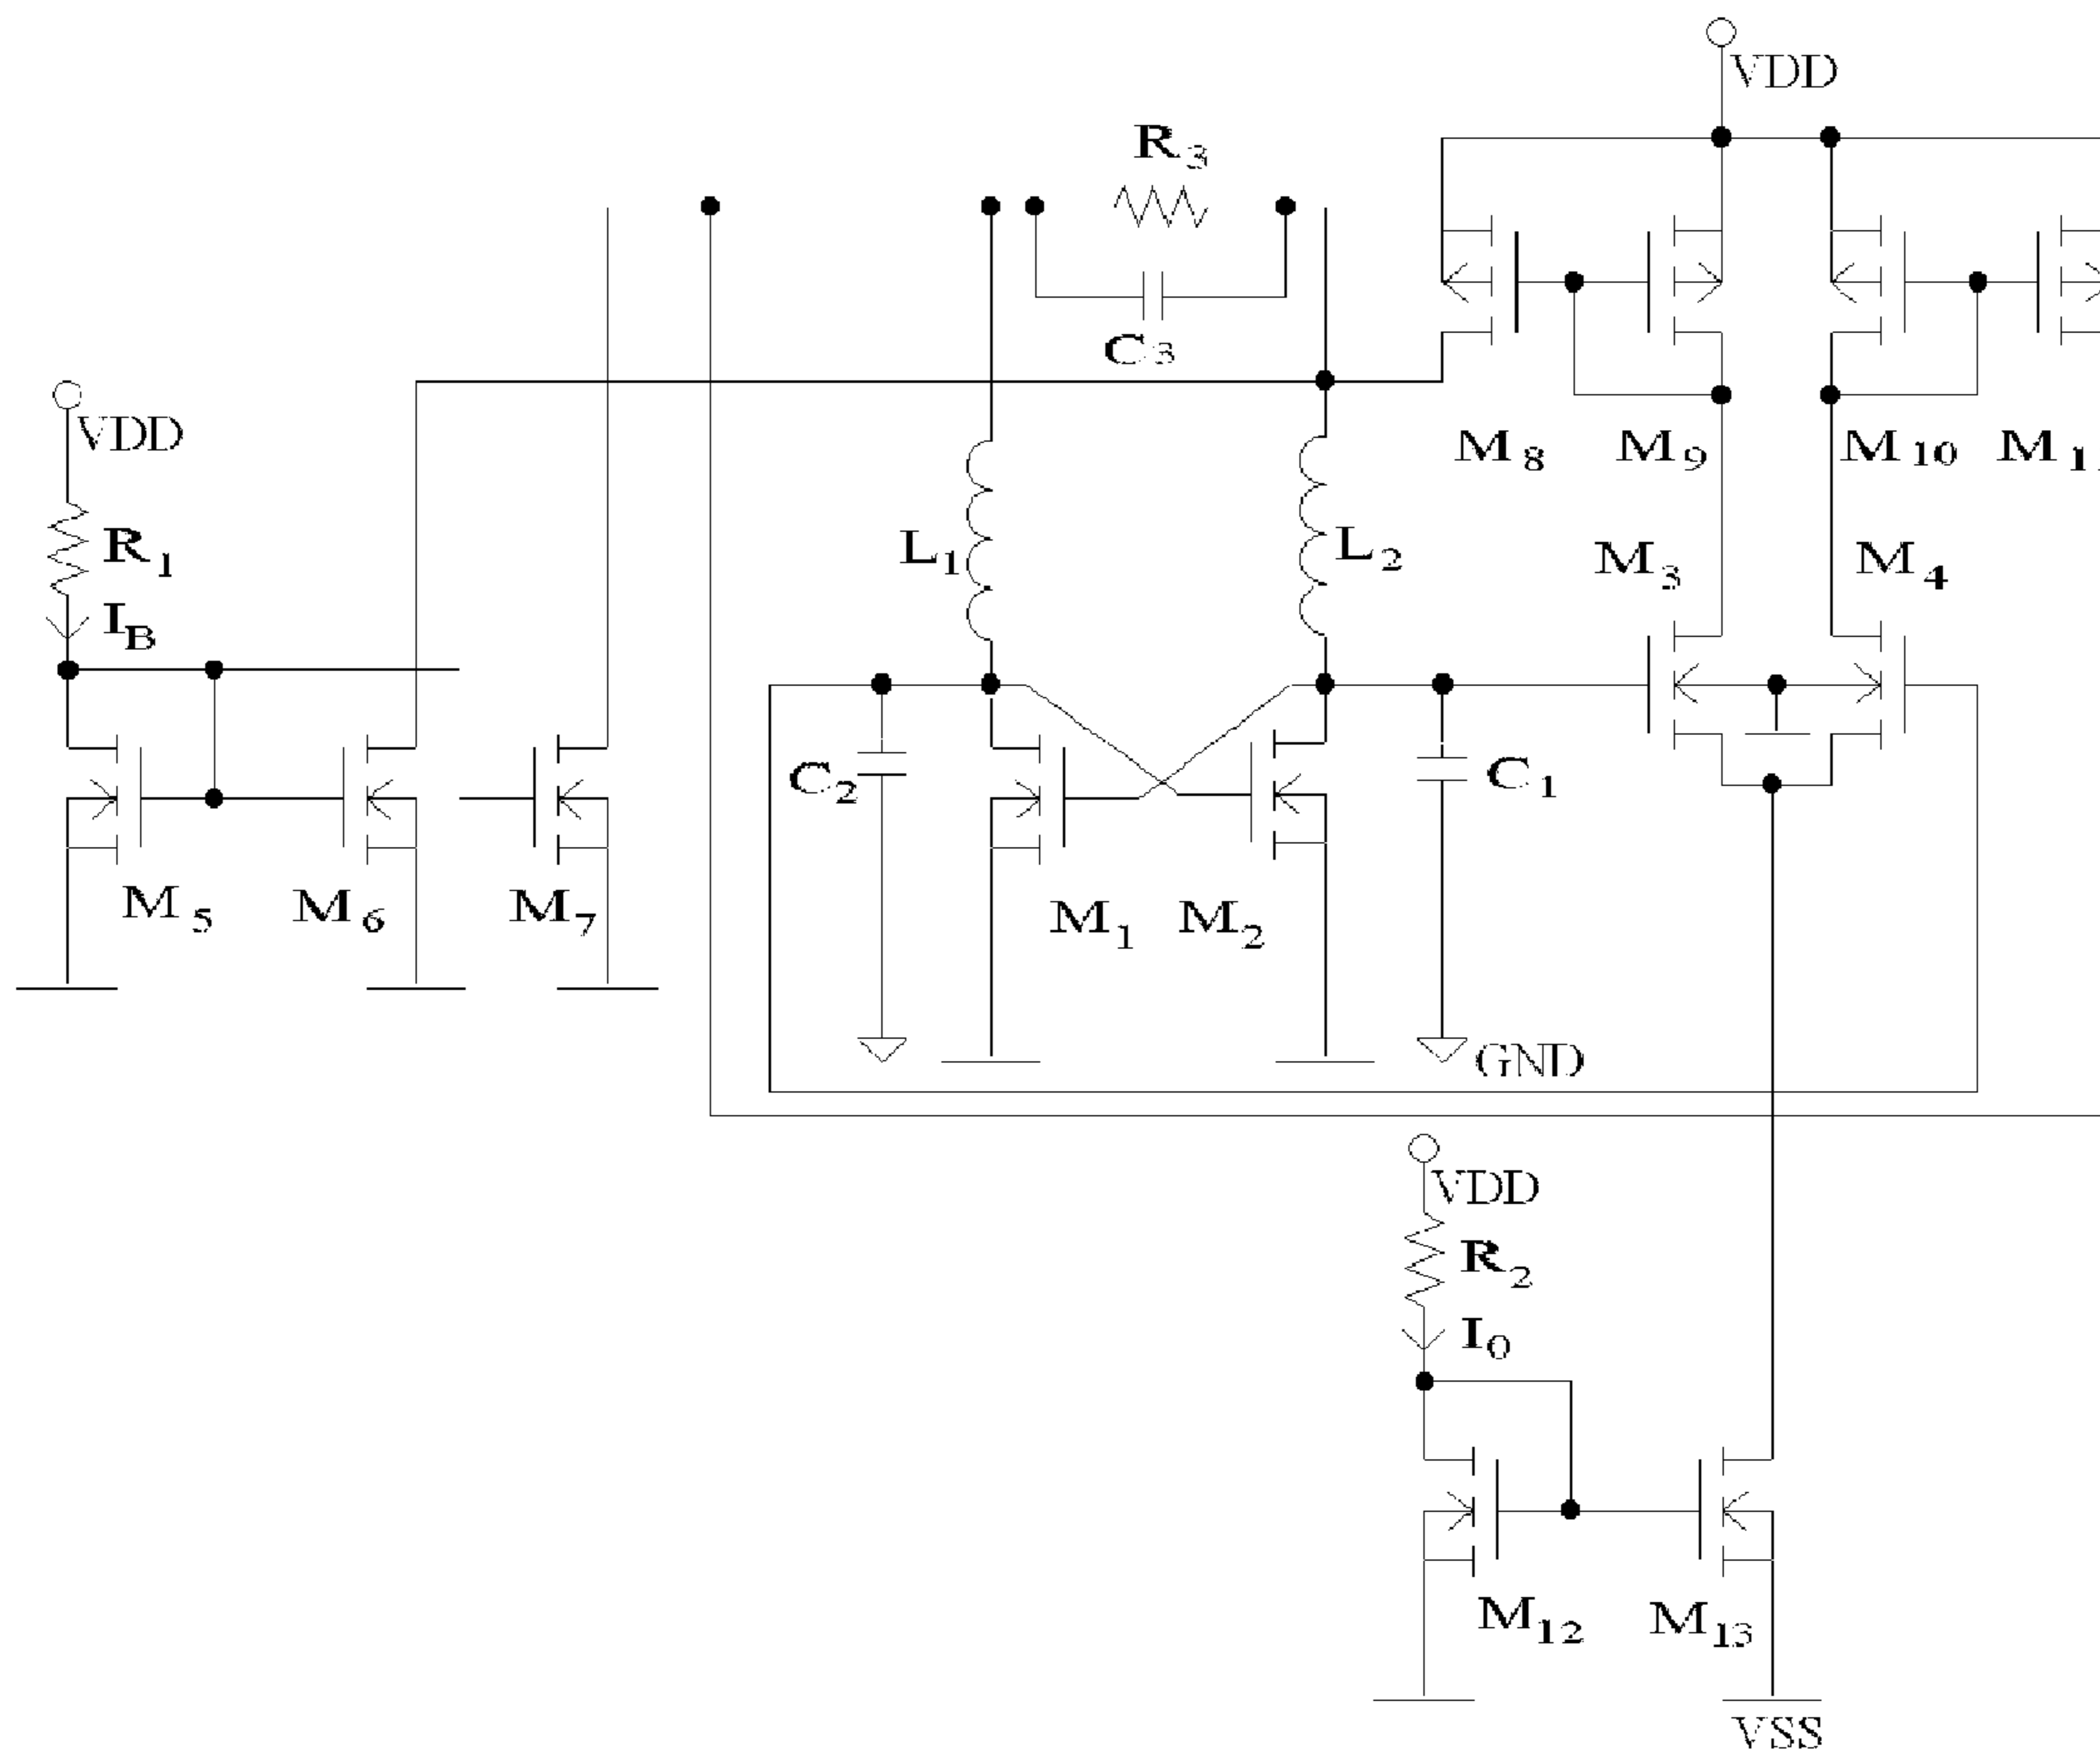 VDD
R3
C3
VDD
M8 M9 M10
R1
L1
L2
M3 M4
IB
C2
C1
M5 M6 M7
M1 M2
GND
VDD
R2
I0
M12 M13
VSS